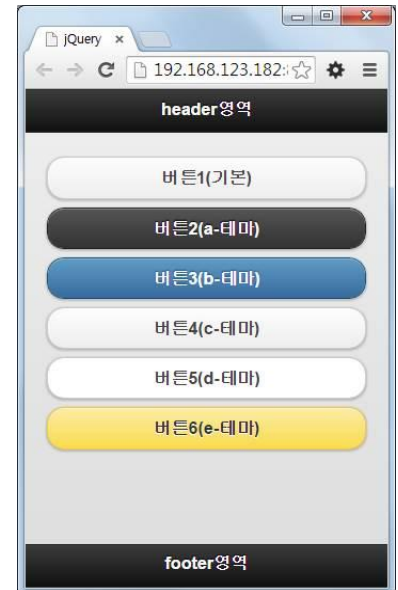 jQuery
192.168.123.182:
header영역
버튼1(기본)
버튼2(a-테마)
버튼3(b-테마)
버튼4(c-테마)
버튼5(d-테마)
버튼6(e-테마)
footer영역